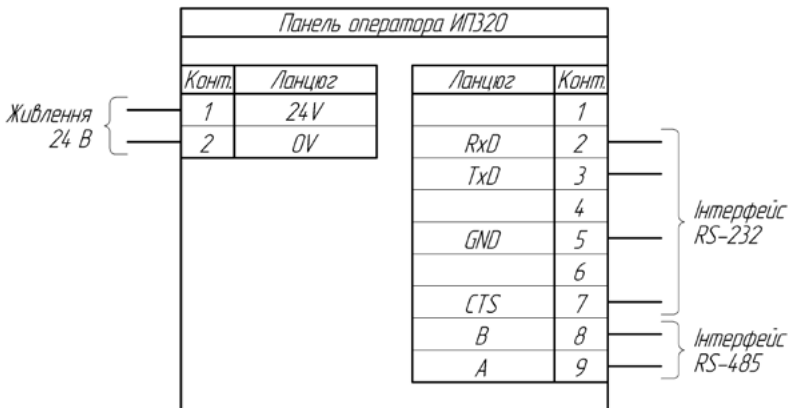 Панель оператора ИП320
Конт. Ланцюг
1 24V
2 0V
Живлення
24 В
Ланцюг Конт.
1
RxD 2
TxD 3
4
GND 5
6
CTS 7
B 8
A 9
Інтерфейс
RS-232
Інтерфейс
RS-485